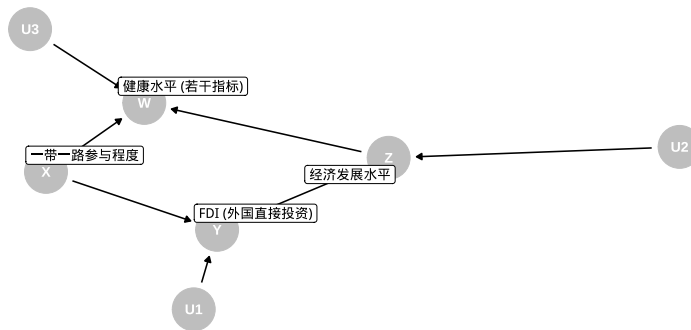 U3
健康水平 (若干指标)
W
一带一路参与程度
X
Z
U2
经济发展水平
FDI (外国直接投资)
Y
U1